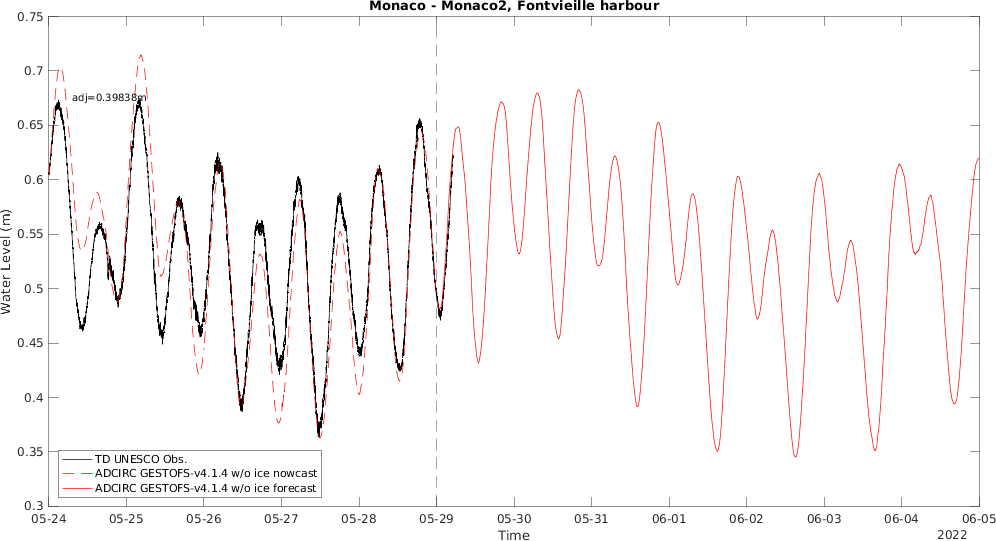 Monaco - Monaco2, Fontvieille harbour
0.75
0.7
0.65
0.6
0.55
0.5
0.45
0.4
0.35
0.3
Water Level (m)
adj=0.39838m
TD UNESCO Obs.
ADCIRC GESTOFS-v4.1.4 w/o ice nowcast
ADCIRC GESTOFS-v4.1.4 w/o ice forecast
05-24 05-25 05-26 05-27 05-28 05-29 05-30 05-31 06-01 06-02 06-03 06-04 06-05
Time
2022